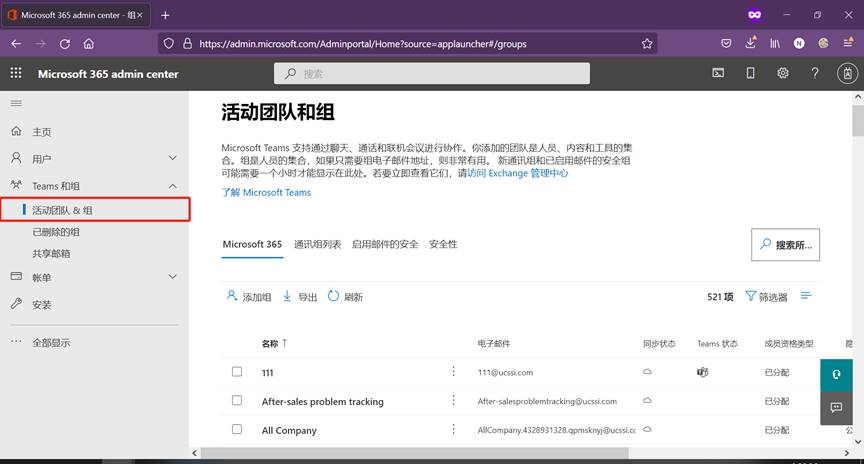 Microsoft 365 admin center - 组
https://admin.microsoft.com/Adminportal/Home?source=applauncher#/groups
Microsoft 365 admin center
搜索
主页
用户
Teams 和组
活动团队 & 组
已删除的组
共享邮箱
帐单
安装
全部显示
活动团队和组
Microsoft Teams 支持通过聊天、通话和联机会议进行协作。你添加的团队是人员、内容和工具的集
合。组是人员的集合，如果只需要组电子邮件地址，则非常有用。 新通讯组和已启用邮件的安全组
可能需要一个小时才能显示在此处。若要立即查看它们，请访问 Exchange 管理中心
了解 Microsoft Teams
Microsoft 365 通讯组列表 启用邮件的安全 安全性
搜索所...
添加组 导出 刷新
521 项 筛选器
名称 ↑ 电子邮件 同步状态 Teams 状态 成员资格类型
111 111@ucssi.com 已分配
After-sales problem tracking After-salesproblemtracking@ucssi.com 已分配
All Company AllCompany.4328931328.qpmsknyj@ucssi.cc 已分配